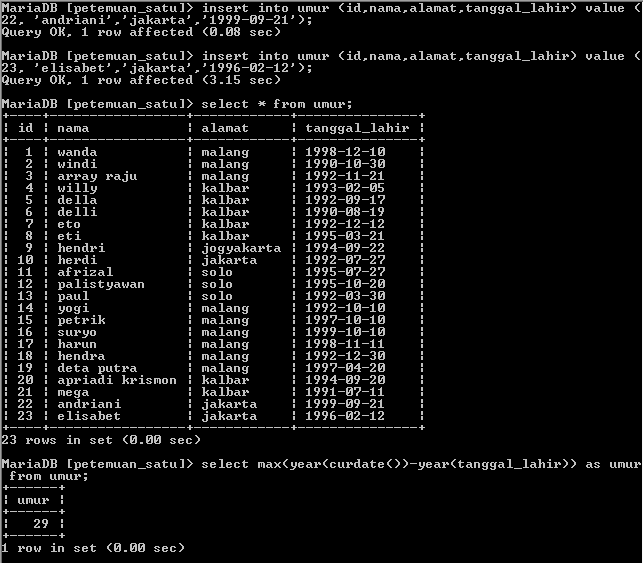 MariaDB [petemuan_satu]> insert into umur (id,nama,alamat,tanggal_lahir) value (
22, 'andriani','jakarta','1999-09-21');
Query OK, 1 row affected (0.08 sec)

MariaDB [petemuan_satu]> insert into umur (id,nama,alamat,tanggal_lahir) value (
23, 'elisabet','jakarta','1996-02-12');
Query OK, 1 row affected (3.15 sec)

MariaDB [petemuan_satu]> select * from umur;
+----+-----------------+------------+---------------+
| id | nama            | alamat     | tanggal_lahir |
+----+-----------------+------------+---------------+
|  1 | wanda           | malang     | 1998-12-10    |
|  2 | windi           | malang     | 1990-10-30    |
|  3 | array raju      | malang     | 1992-11-21    |
|  4 | willy           | kalbar     | 1993-02-05    |
|  5 | della           | kalbar     | 1992-09-17    |
|  6 | delli           | kalbar     | 1990-08-19    |
|  7 | eto             | kalbar     | 1992-12-12    |
|  8 | eti             | kalbar     | 1995-03-21    |
|  9 | hendri          | jogyakarta | 1994-09-22    |
| 10 | herdi           | jakarta    | 1992-07-27    |
| 11 | afrizal         | solo       | 1995-07-27    |
| 12 | palistyawan     | solo       | 1995-10-20    |
| 13 | paul            | solo       | 1992-03-30    |
| 14 | yogi            | malang     | 1992-10-10    |
| 15 | petrik          | malang     | 1997-10-10    |
| 16 | suryo           | malang     | 1999-10-10    |
| 17 | harun           | malang     | 1998-11-11    |
| 18 | hendra          | malang     | 1992-12-30    |
| 19 | deta putra      | malang     | 1997-04-20    |
| 20 | apriadi krismon | kalbar     | 1994-09-20    |
| 21 | mega            | kalbar     | 1991-07-11    |
| 22 | andriani        | jakarta    | 1999-09-21    |
| 23 | elisabet        | jakarta    | 1996-02-12    |
+----+-----------------+------------+---------------+
23 rows in set (0.00 sec)

MariaDB [petemuan_satu]> select max(year(curdate())-year(tanggal_lahir)) as umur
 from umur;
+------+
| umur |
+------+
|   29 |
+------+
1 row in set (0.00 sec)